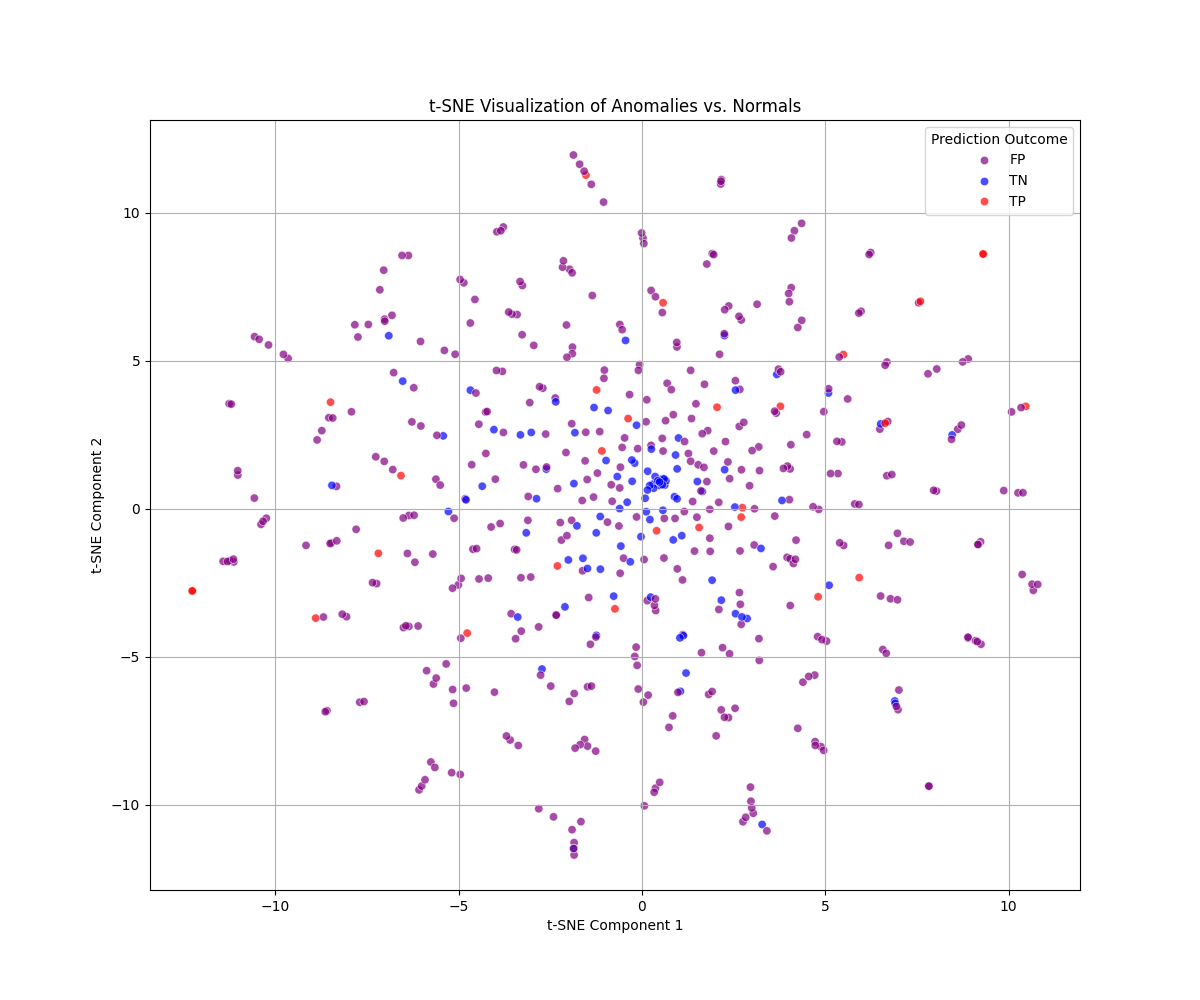 t-SNE Visualization of Anomalies vs. Normals
Prediction Outcome
FP
TN
TP
10
5
0
−5
−10
t-SNE Component 2
−10
−5
0
5
10
t-SNE Component 1